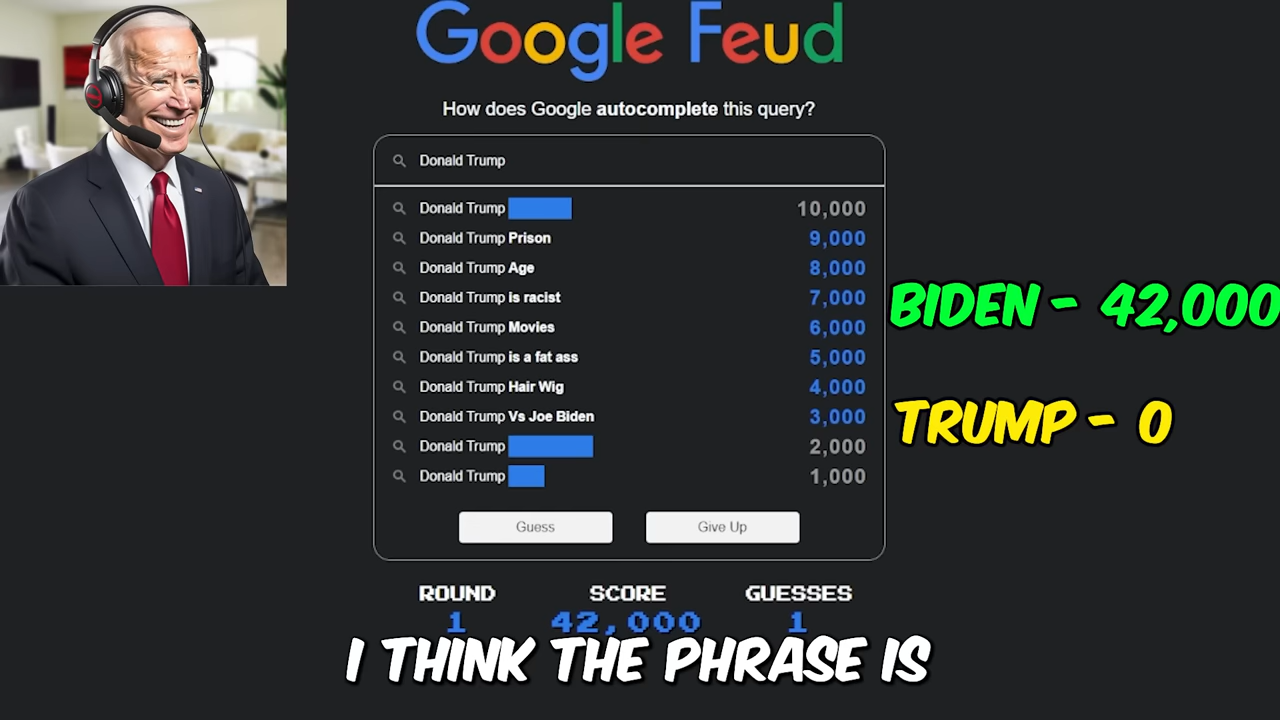 Google Feud
How does Google autocomplete this query?
Donald Trump
Donald Trump 10,000
Donald Trump Prison 9,000
Donald Trump Age 8,000
Donald Trump is racist 7,000
Donald Trump Movies 6,000
Donald Trump is a fat ass 5,000
Donald Trump Hair Wig 4,000
Donald Trump Vs Joe Biden 3,000
Donald Trump 2,000
Donald Trump 1,000
BIDEN - 42,000
TRUMP - 0
Guess Give Up
ROUND SCORE GUESSES
1 42,000 1
I THINK THE PHRASE IS